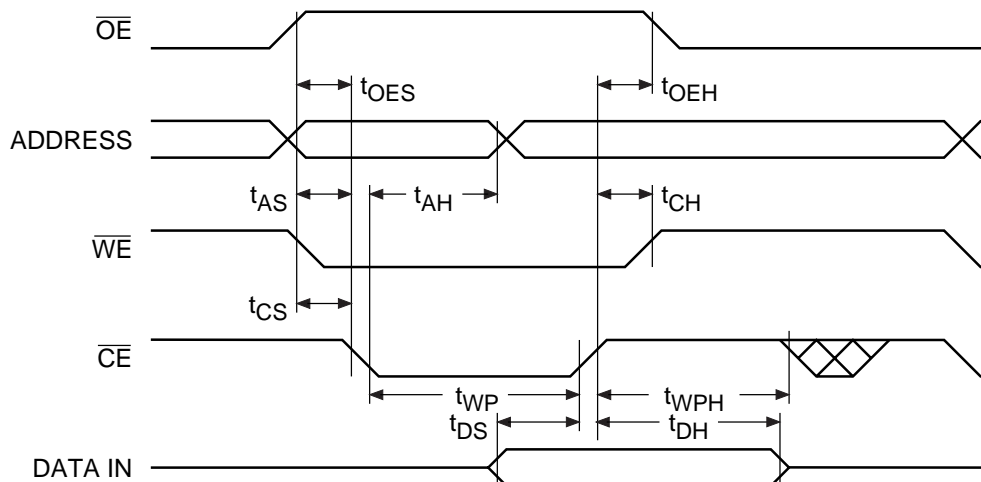 OE
tOES
tOEH
ADDRESS
tAS
tAH
tCH
WE
tCS
CE
tWP
tWPH
tDS
tDH
DATA IN